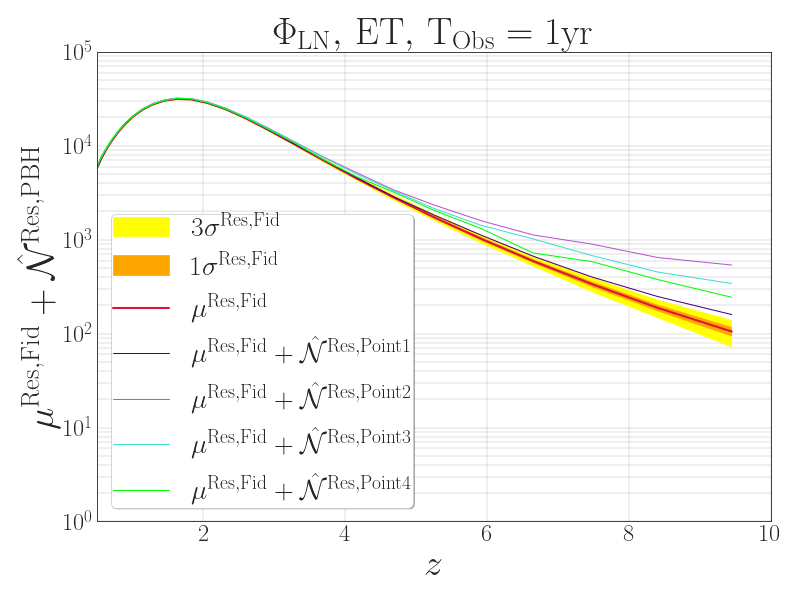 Φ_LN, ET, T_Obs = 1yr
μ^Res,Fid + 𝒩̂^Res,PBH
10^5
10^4
10^3
10^2
10^1
10^0
3σ^Res,Fid
1σ^Res,Fid
μ^Res,Fid
μ^Res,Fid + 𝒩̂^Res,Point1
μ^Res,Fid + 𝒩̂^Res,Point2
μ^Res,Fid + 𝒩̂^Res,Point3
μ^Res,Fid + 𝒩̂^Res,Point4
2 4 6 8 10
z